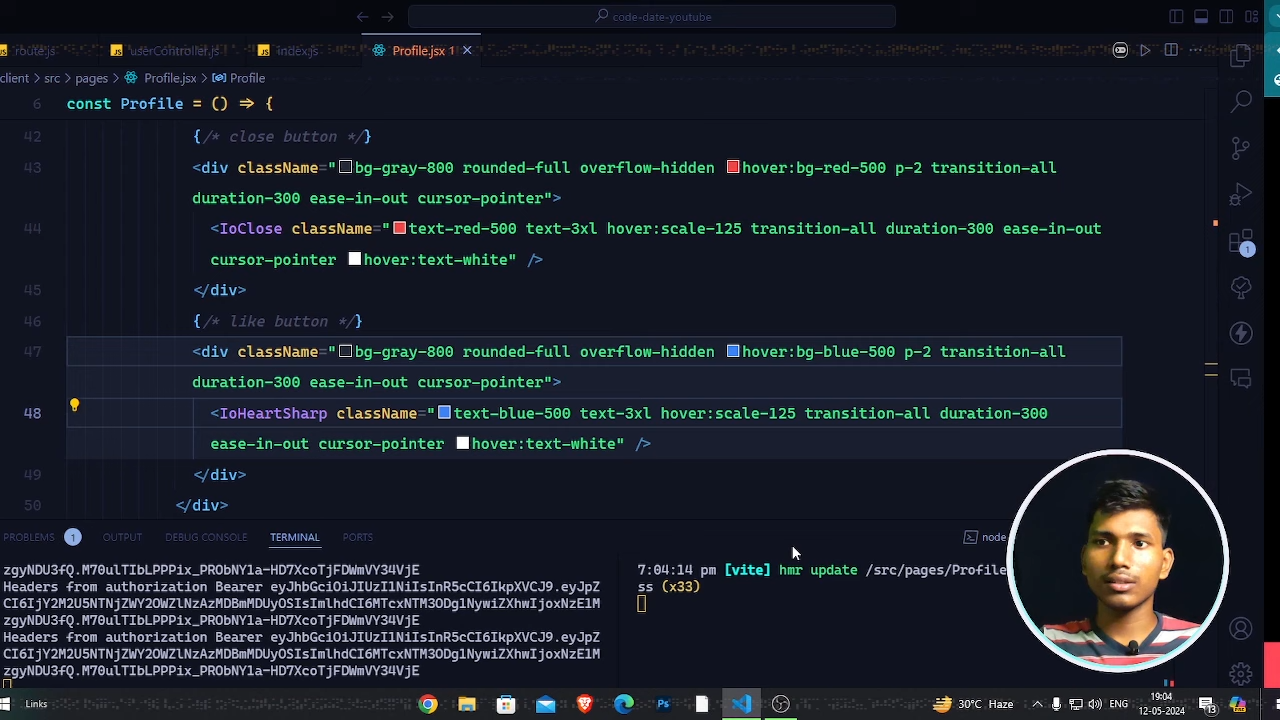 code-date-youtube
route.js
userController.js
index.js
Profile.jsx 1
client > src > pages > Profile.jsx > Profile
6 const Profile = () => {
42 {/* close button */}
43 <div className="bg-gray-800 rounded-full overflow-hidden hover:bg-red-500 p-2 transition-all
duration-300 ease-in-out cursor-pointer">
44 <IoClose className="text-red-500 text-3xl hover:scale-125 transition-all duration-300 ease-in-out
cursor-pointer hover:text-white" />
45 </div>
46 {/* like button */}
47 <div className="bg-gray-800 rounded-full overflow-hidden hover:bg-blue-500 p-2 transition-all
duration-300 ease-in-out cursor-pointer">
48 <IoHeartSharp className="text-blue-500 text-3xl hover:scale-125 transition-all duration-300
ease-in-out cursor-pointer hover:text-white" />
49 </div>
50 </div>
PROBLEMS 1 OUTPUT DEBUG CONSOLE TERMINAL PORTS
node
zgyNDU3fQ.M70ulTIbLPPPix_PRObNY1a-HD7XcoTjFDWmVY34VjE
Headers from authorization Bearer eyJhbGciOiJIUzI1NiIsInR5cCI6IkpXVCJ9.eyJpZ
CI6IjY2M2U5NTNjZWY2OWZlNzAzMDBmMDUyOSIsImlhdCI6MTcxNTM3ODg1NywiZXhwIjoxNzE1M
zgyNDU3fQ.M70ulTIbLPPPix_PRObNY1a-HD7XcoTjFDWmVY34VjE
Headers from authorization Bearer eyJhbGciOiJIUzI1NiIsInR5cCI6IkpXVCJ9.eyJpZ
CI6IjY2M2U5NTNjZWY2OWZlNzAzMDBmMDUyOSIsImlhdCI6MTcxNTM3ODg1NywiZXhwIjoxNzE1M
zgyNDU3fQ.M70ulTIbLPPPix_PRObNY1a-HD7XcoTjFDWmVY34VjE
7:04:14 pm [vite] hmr update /src/pages/Profile
ss (x33)
1
Links
30°C Haze
ENG
19:04
12-05-2024
13